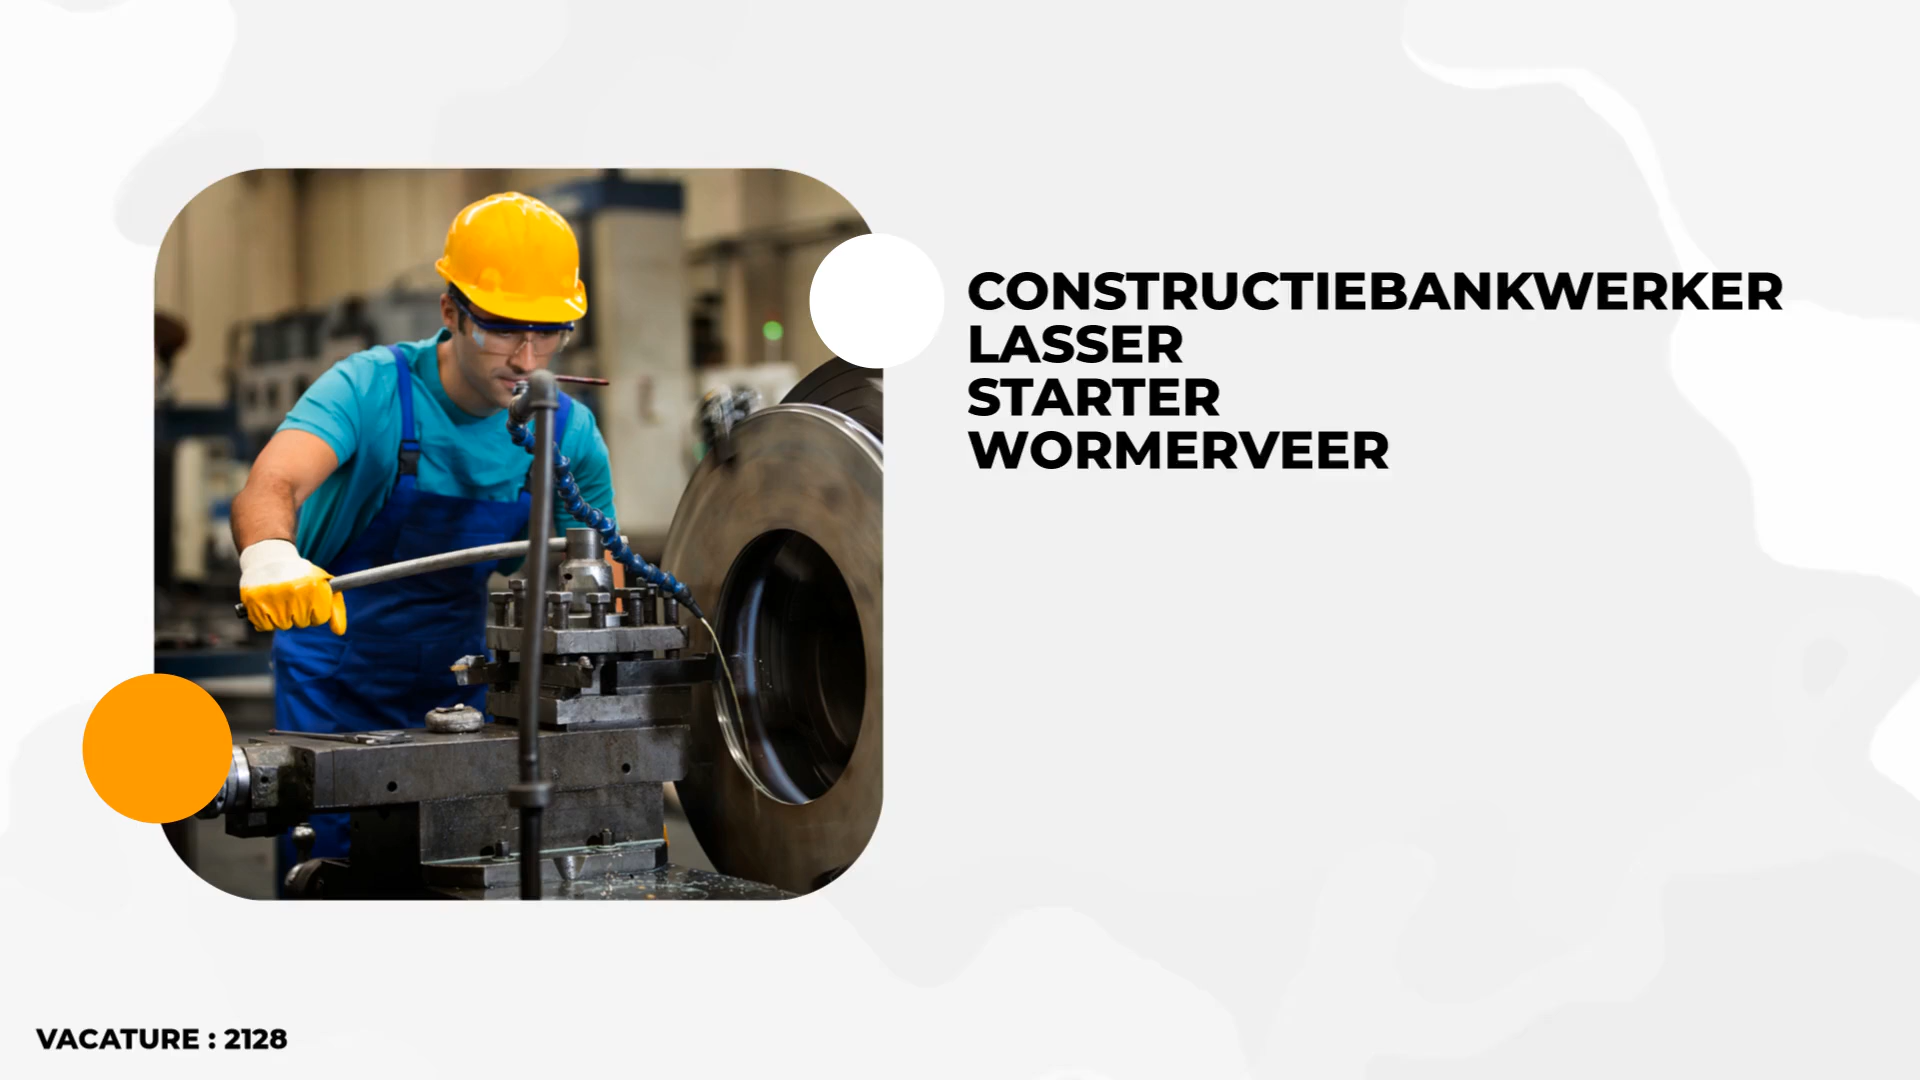 CONSTRUCTIEBANKWERKER
LASSER
STARTER
WORMERVEER
VACATURE : 2128